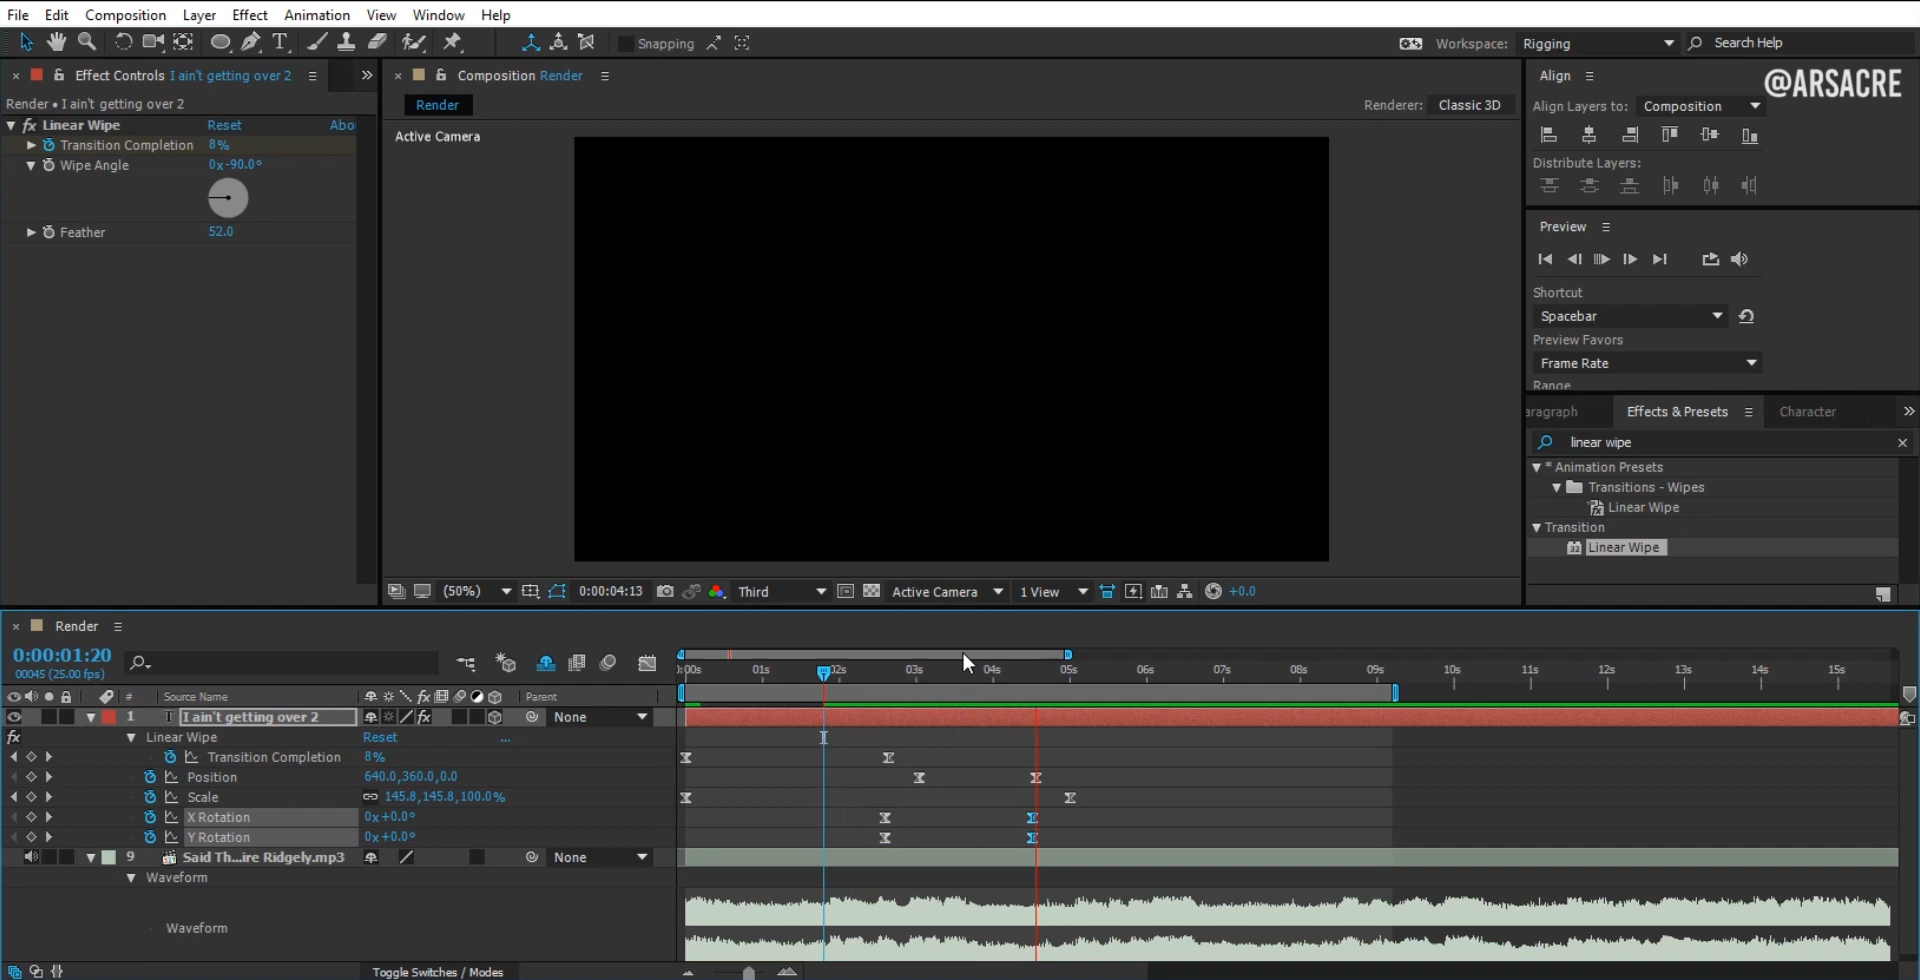 File Edit Composition Layer Effect Animation View Window Help
Snapping Workspace: Rigging Search Help
Effect Controls I ain't getting over 2
Composition Render
Align
@ARSACRE
Render • I ain't getting over 2
Render
Renderer: Classic 3D
Align Layers to: Composition
fx Linear Wipe Reset Abo
Active Camera
Transition Completion 8%
Wipe Angle 0x-90.0°
Distribute Layers:
Feather 52.0
Preview
Shortcut
Spacebar
Preview Favors
Frame Rate
Range
aragraph Effects & Presets Character
linear wipe
* Animation Presets
Transitions - Wipes
Linear Wipe
Transition
32 Linear Wipe
(50%) 0:00:04:13 Third Active Camera 1 View +0.0
Render
0:00:01:20
00045 (25.00 fps)
:00s 01s 02s 03s 04s 05s 06s 07s 08s 09s 10s 11s 12s 13s 14s 15s
# Source Name fx Parent
1 T I ain't getting over 2 fx None
fx Linear Wipe Reset ...
Transition Completion 8%
Position 640.0,360.0,0.0
Scale 145.8,145.8,100.0%
X Rotation 0x+0.0°
Y Rotation 0x+0.0°
9 Said Th...ire Ridgely.mp3 None
Waveform
Waveform
Toggle Switches / Modes